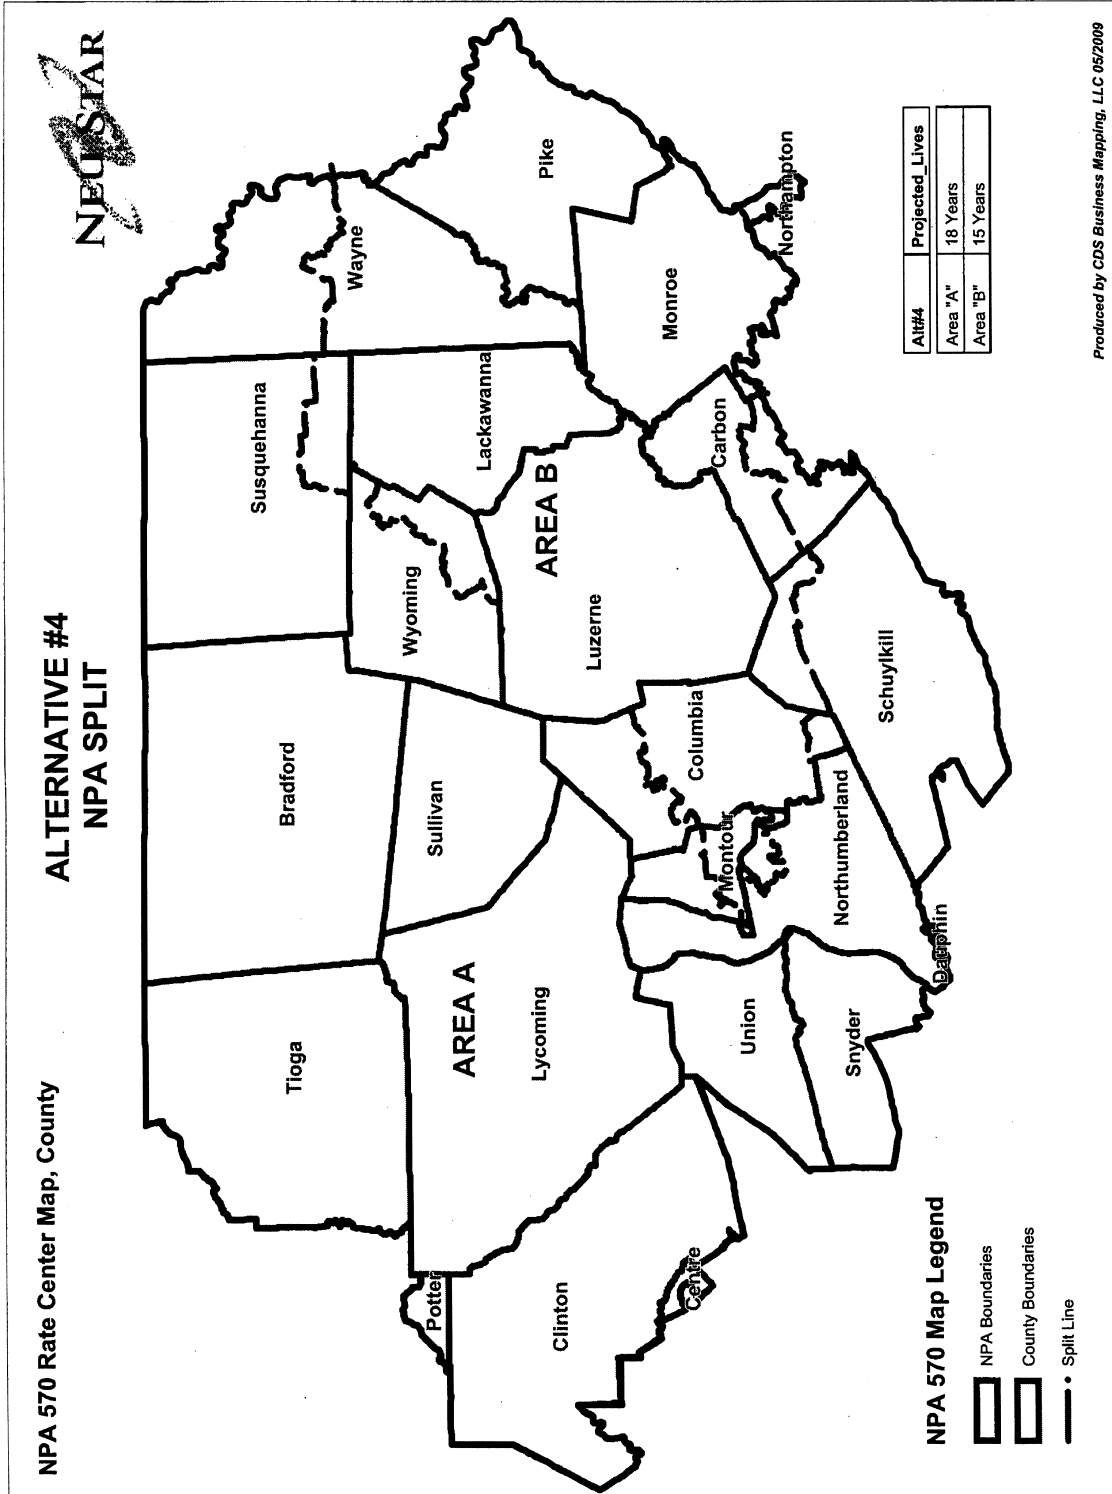 NPA 570 Rate Center Map, County
ALTERNATIVE #4
NPA SPLIT
NEUSTAR
Tioga
Bradford
Susquehanna
Wayne
Potter
AREA A
Sullivan
Wyoming
Lackawanna
Pike
Clinton
Lycoming
Luzerne
AREA B
Monroe
Centre
Union
Montour
Columbia
Carbon
Northampton
Snyder
Northumberland
Schuylkill
Dauphin
NPA 570 Map Legend
NPA Boundaries
County Boundaries
Split Line
Alt#4 Projected_Lives
Area "A" 18 Years
Area "B" 15 Years
Produced by CDS Business Mapping, LLC 05/2009